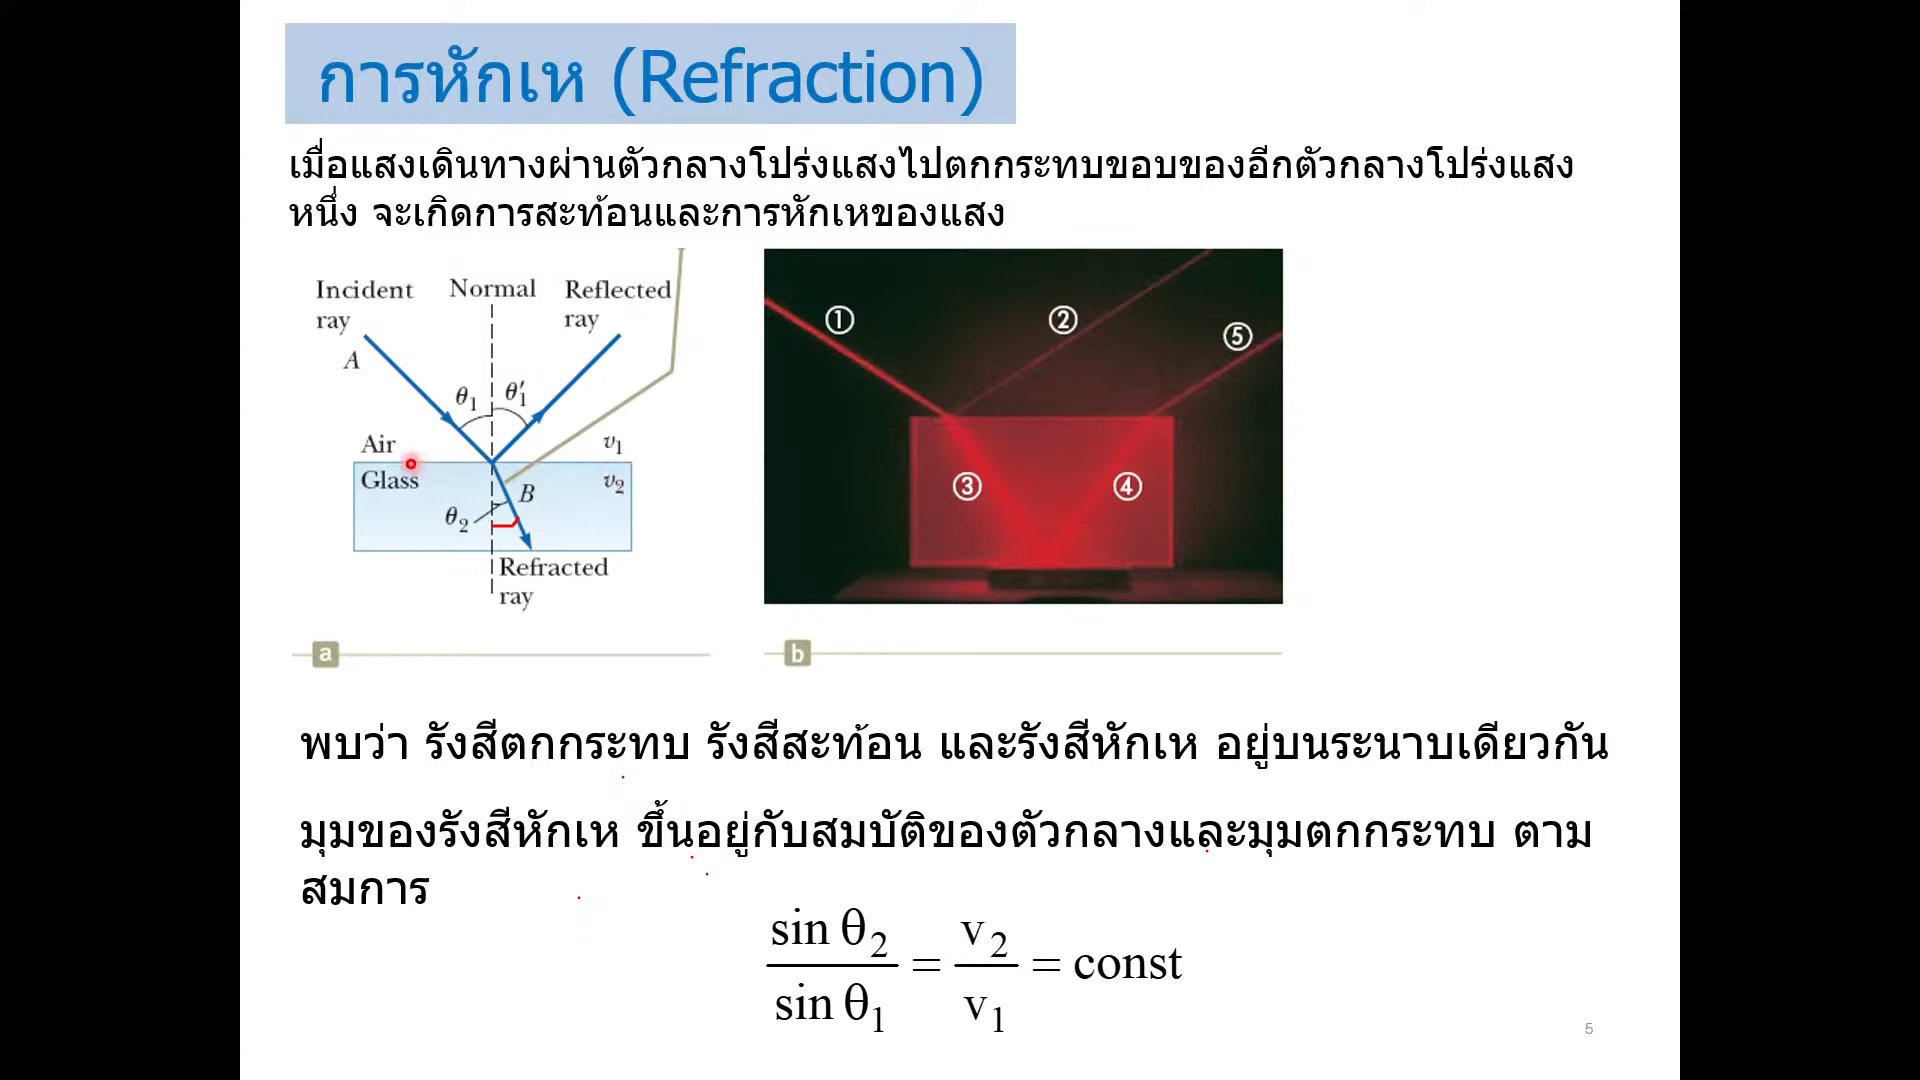 การหักเห (Refraction)
เมื่อแสงเดินทางผ่านตัวกลางโปร่งแสงไปตกกระทบขอบของอีกตัวกลางโปร่งแสง
หนึ่ง จะเกิดการสะท้อนและการหักเหของแสง
Incident ray
Normal
Reflected ray
A
θ₁
θ′₁
Air
v₁
Glass
v₂
B
θ₂
Refracted ray
a
①
②
⑤
③
④
b
พบว่า รังสีตกกระทบ รังสีสะท้อน และรังสีหักเห อยู่บนระนาบเดียวกัน
มุมของรังสีหักเห ขึ้นอยู่กับสมบัติของตัวกลางและมุมตกกระทบ ตาม
สมการ
sin θ₂ / sin θ₁ = v₂ / v₁ = const
5